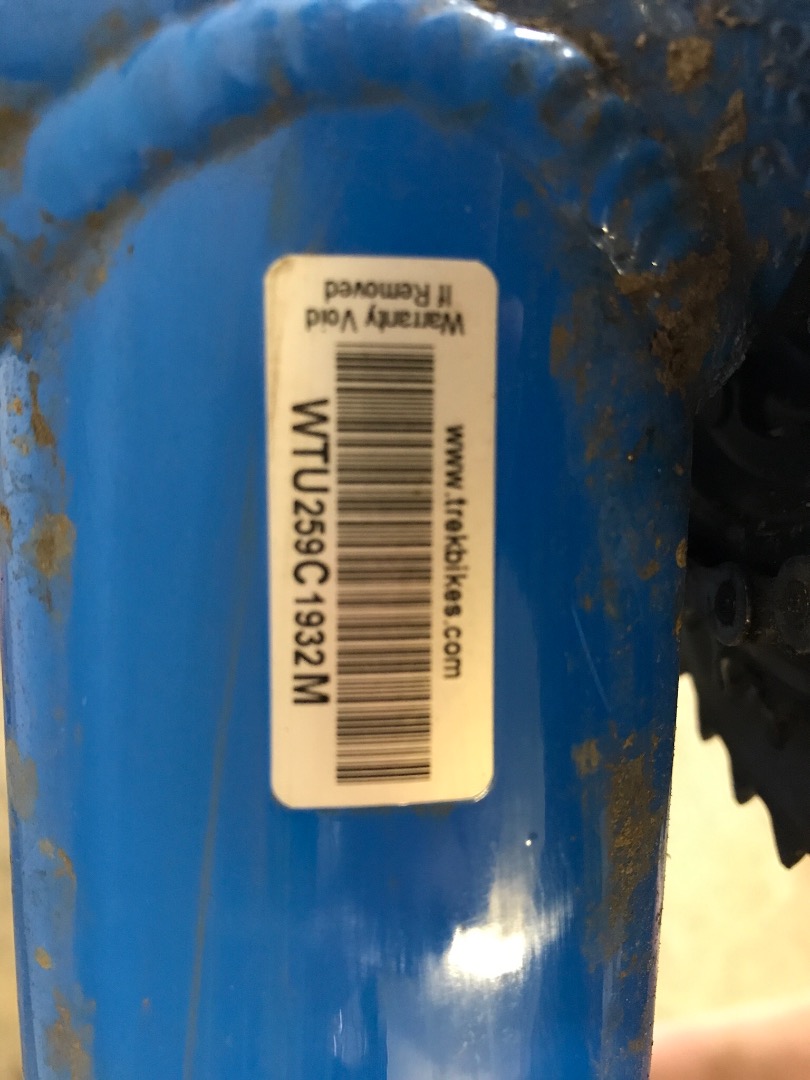 www.trekbikes.com
WTU259C1932M
Warranty Void
If Removed